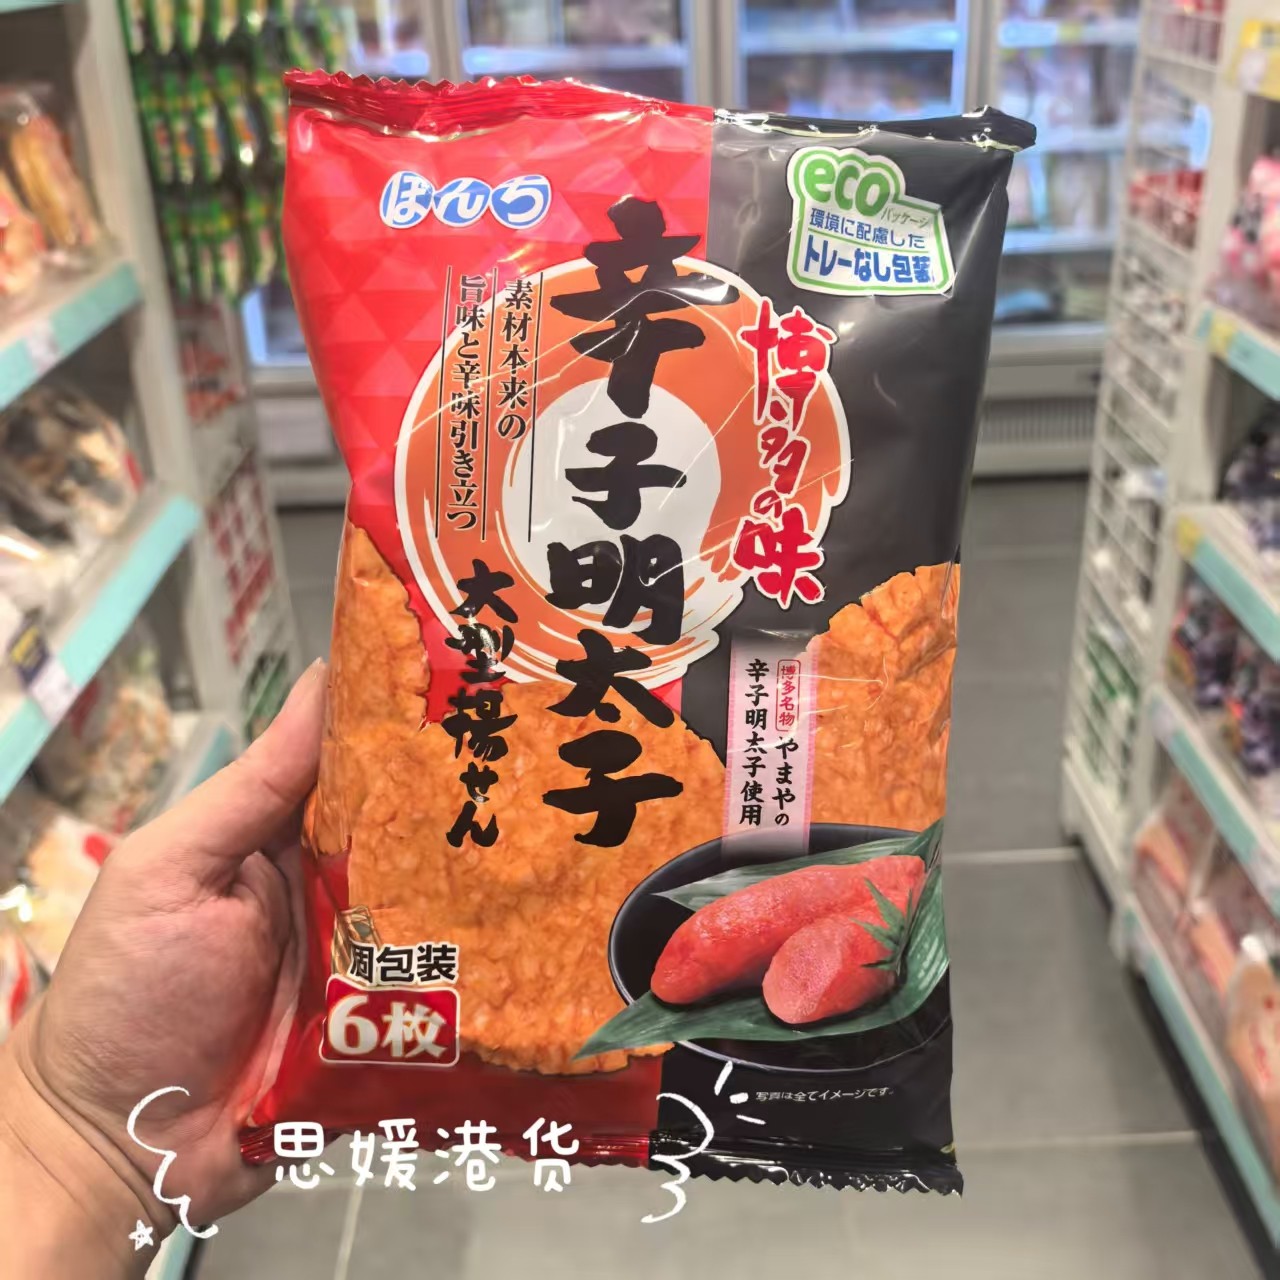 ぼんち
eco
パッケージ
環境に配慮した
トレーなし包装
博多の味
辛子明太子
大型揚せん
素材本来の
旨味と辛味引き立つ
博多名物
やまやの
辛子明太子使用
個包装
6枚
写真は全てイメージです。
思媛港货